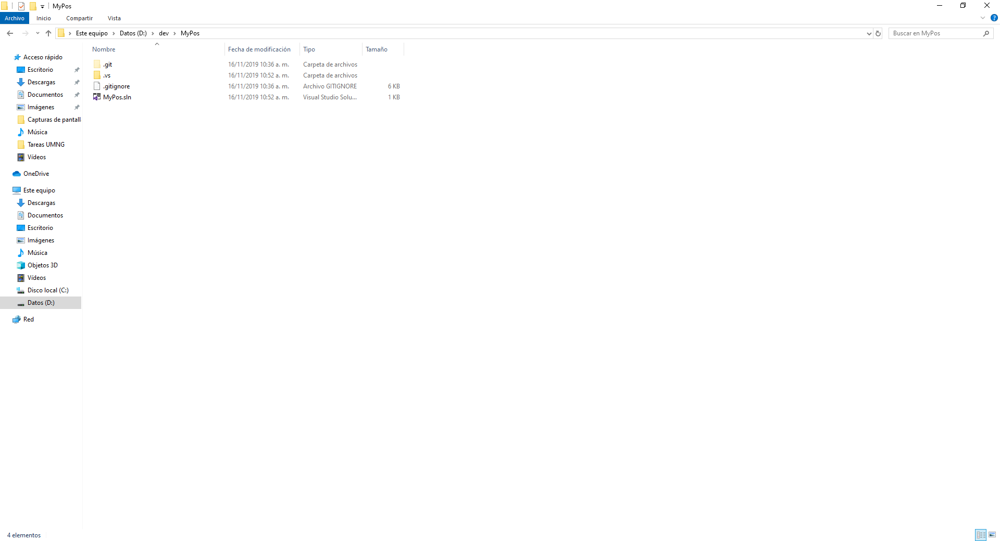 MyPos
Archivo Inicio Compartir Vista
Este equipo Datos (D:) dev MyPos Buscar en MyPos
Nombre Fecha de modificación Tipo Tamaño
.git 16/11/2019 10:36 a. m. Carpeta de archivos
.vs 16/11/2019 10:52 a. m. Carpeta de archivos
.gitignore 16/11/2019 10:36 a. m. Archivo GITIGNORE 6 KB
MyPos.sln 16/11/2019 10:52 a. m. Visual Studio Solu... 1 KB
Acceso rápido
Escritorio
Descargas
Documentos
Imágenes
Capturas de pantall
Música
Tareas UMNG
Vídeos
OneDrive
Este equipo
Descargas
Documentos
Escritorio
Imágenes
Música
Objetos 3D
Vídeos
Disco local (C:)
Datos (D:)
Red
4 elementos